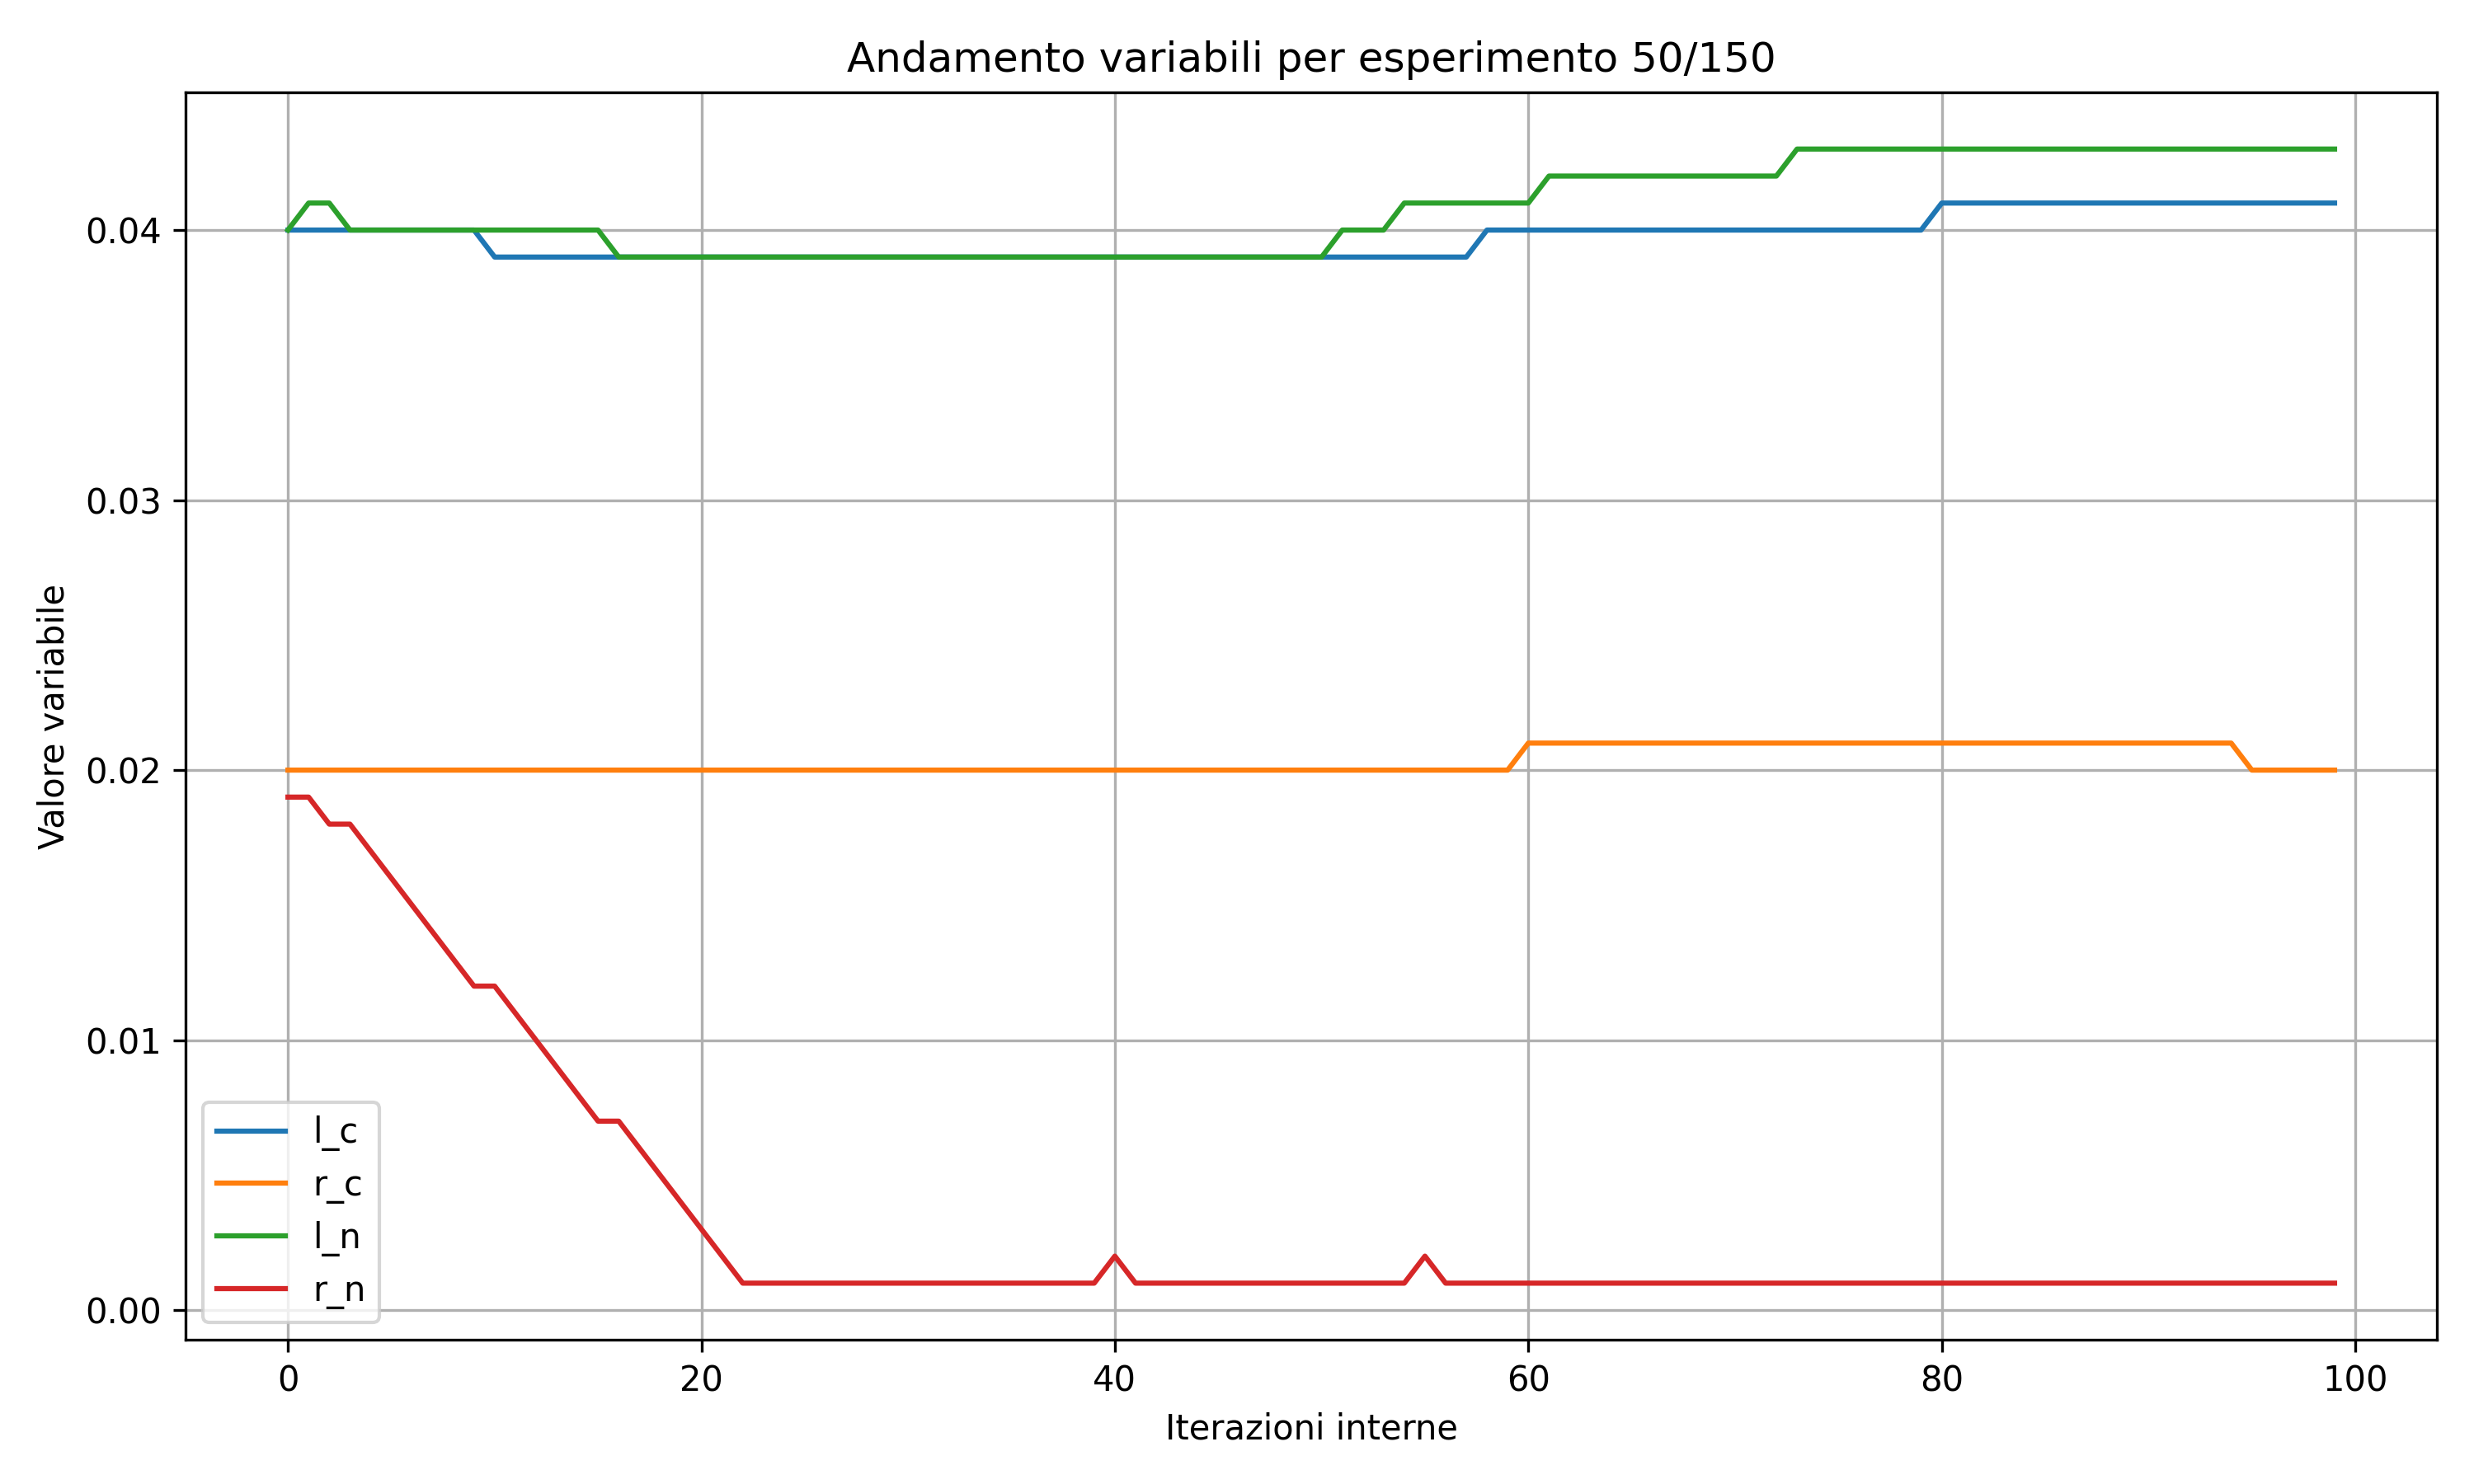 Andamento variabili per esperimento 50/150
Valore variabile
0.04
0.03
0.02
0.01
0.00
l_c
r_c
l_n
r_n
0 20 40 60 80 100
Iterazioni interne